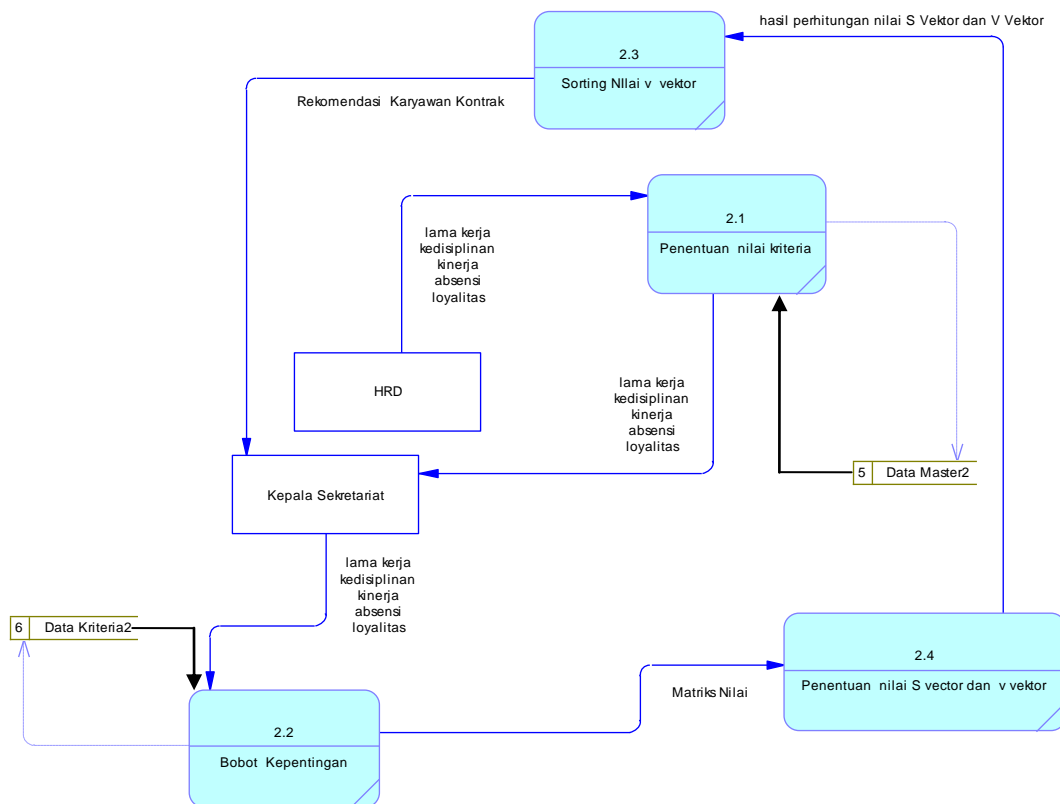 hasil perhitungan nilai S Vektor dan V Vektor
2.3
Sorting NIlai v vektor
Rekomendasi Karyawan Kontrak
2.1
Penentuan nilai kriteria
lama kerja
kedisiplinan
kinerja
absensi
loyalitas
HRD
lama kerja
kedisiplinan
kinerja
absensi
loyalitas
5 Data Master2
Kepala Sekretariat
lama kerja
kedisiplinan
kinerja
absensi
loyalitas
6 Data Kriteria2
2.4
Penentuan nilai S vector dan v vektor
Matriks Nilai
2.2
Bobot Kepentingan